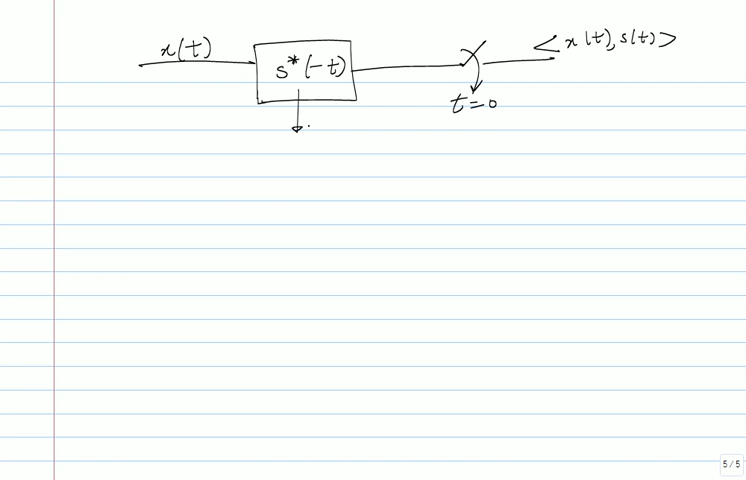 x(t)
s*(-t)
<x(t), s(t)>
t=0
5/5